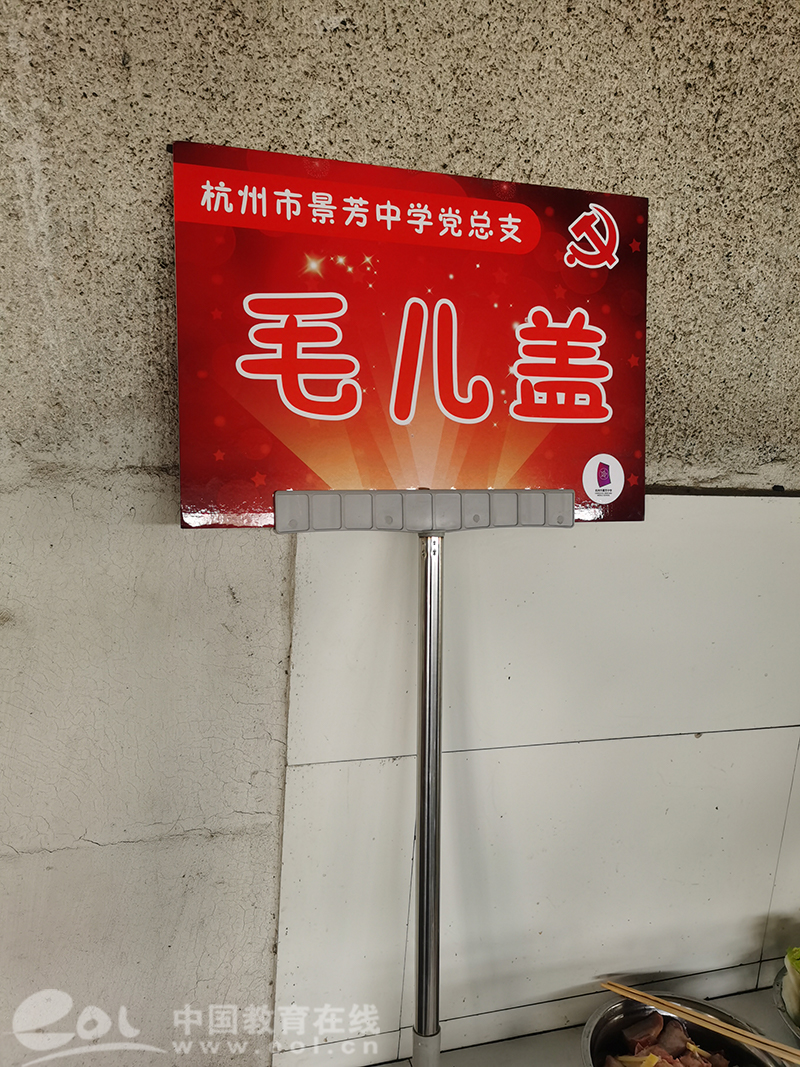 杭州市景芳中学党总支
毛儿盖
eol 中国教育在线
www.eol.cn